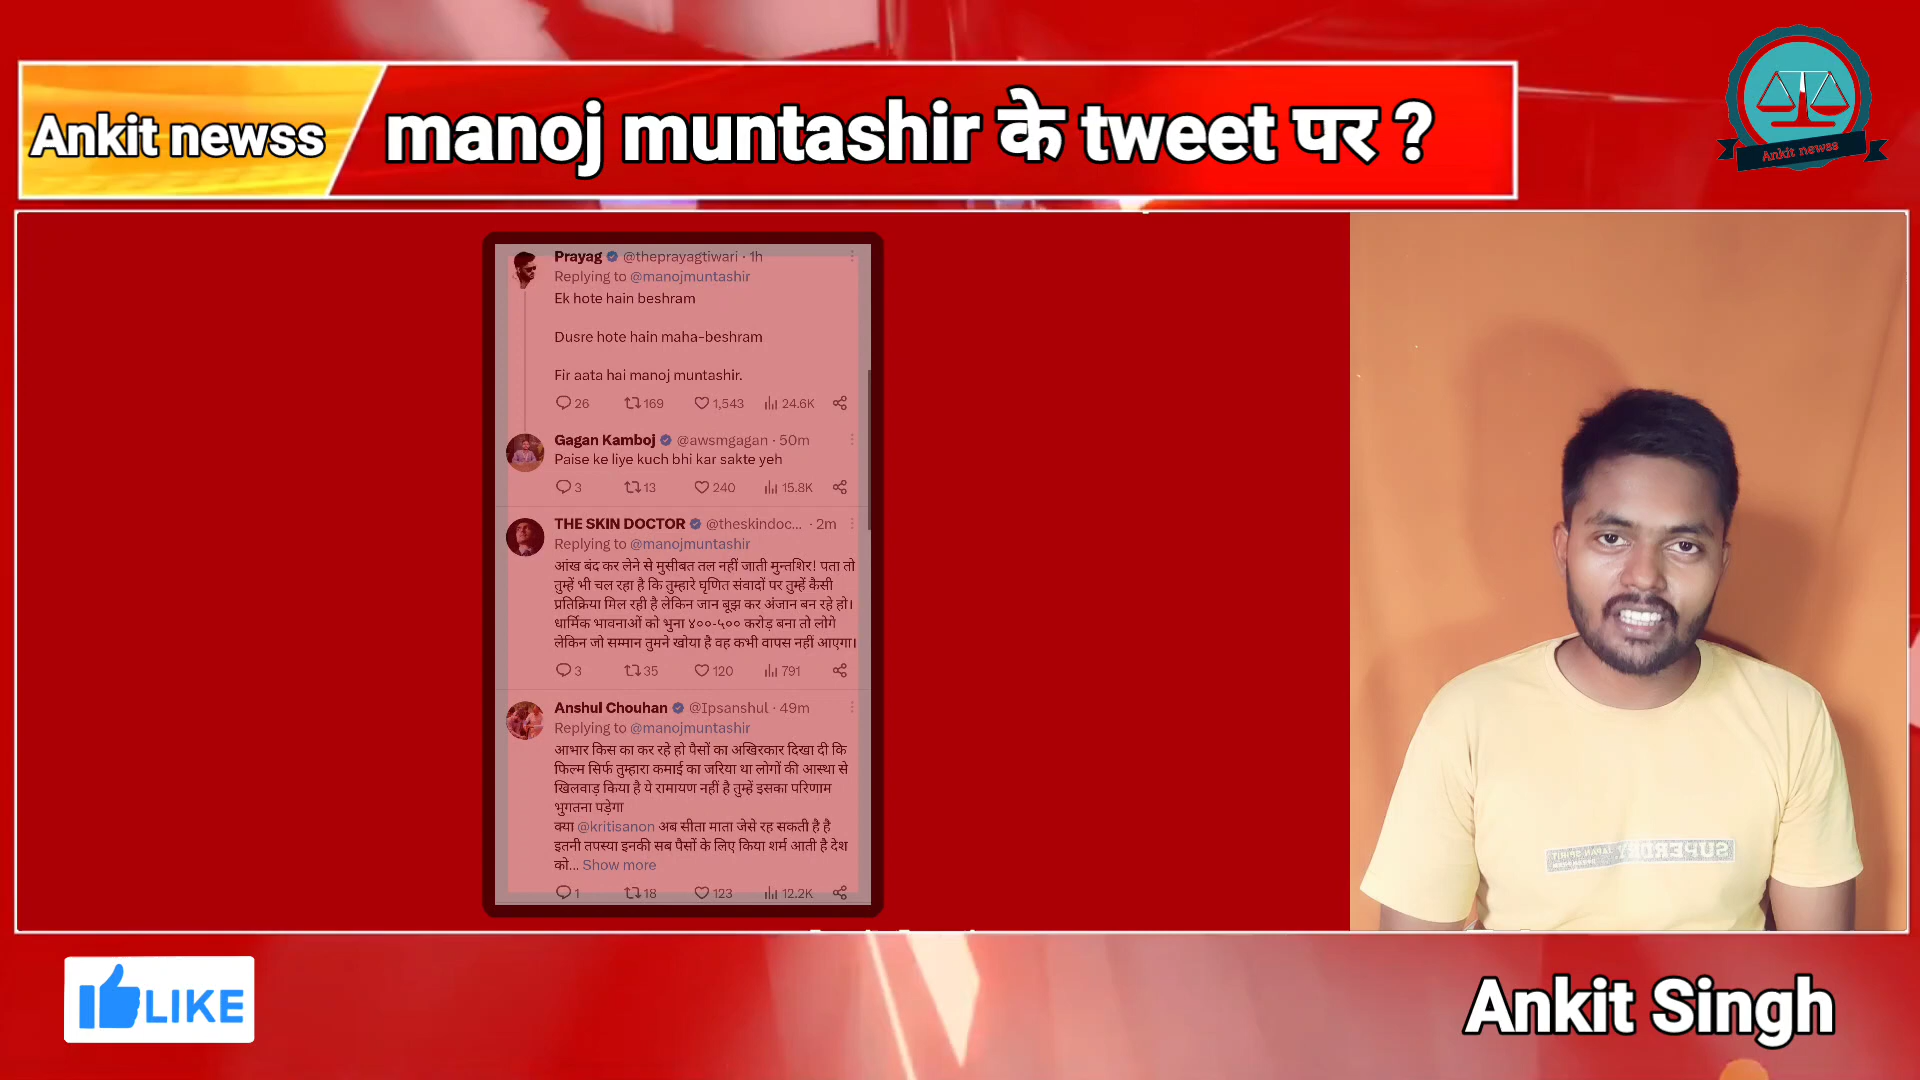 Ankit newss
manoj muntashir के tweet पर ?
Ankit newss
Prayag @theprayagtiwari · 1h
Replying to @manojmuntashir
Ek hote hain beshram
Dusre hote hain maha-beshram
Fir aata hai manoj muntashir.
26 169 1,543 24.6K
Gagan Kamboj @awsmgagan · 50m
Paise ke liye kuch bhi kar sakte yeh
3 13 240 15.8K
THE SKIN DOCTOR @theskindoc... · 2m
Replying to @manojmuntashir
आंख बंद कर लेने से मुसीबत तल नहीं जाती मुन्तशिर! पता तो
तुम्हें भी चल रहा है कि तुम्हारे घृणित संवादों पर तुम्हें कैसी
प्रतिक्रिया मिल रही है लेकिन जान बूझ कर अंजान बन रहे हो।
धार्मिक भावनाओं को भुना ४००-५०० करोड़ बना तो लोगे
लेकिन जो सम्मान तुमने खोया है वह कभी वापस नहीं आएगा।
3 35 120 791
Anshul Chouhan @Ipsanshul · 49m
Replying to @manojmuntashir
आभार किस का कर रहे हो पैसों का अखिरकार दिखा दी कि
फिल्म सिर्फ तुम्हारा कमाई का जरिया था लोगों की आस्था से
खिलवाड़ किया है ये रामायण नहीं है तुम्हें इसका परिणाम
भुगतना पड़ेगा
क्या @kritisanon अब सीता माता जेसे रह सकती है है
इतनी तपस्या इनकी सब पैसों के लिए किया शर्म आती है देश
को... Show more
1 18 123 12.2K
SUPERDRY JAPAN SPIRIT
LIKE
Ankit Singh